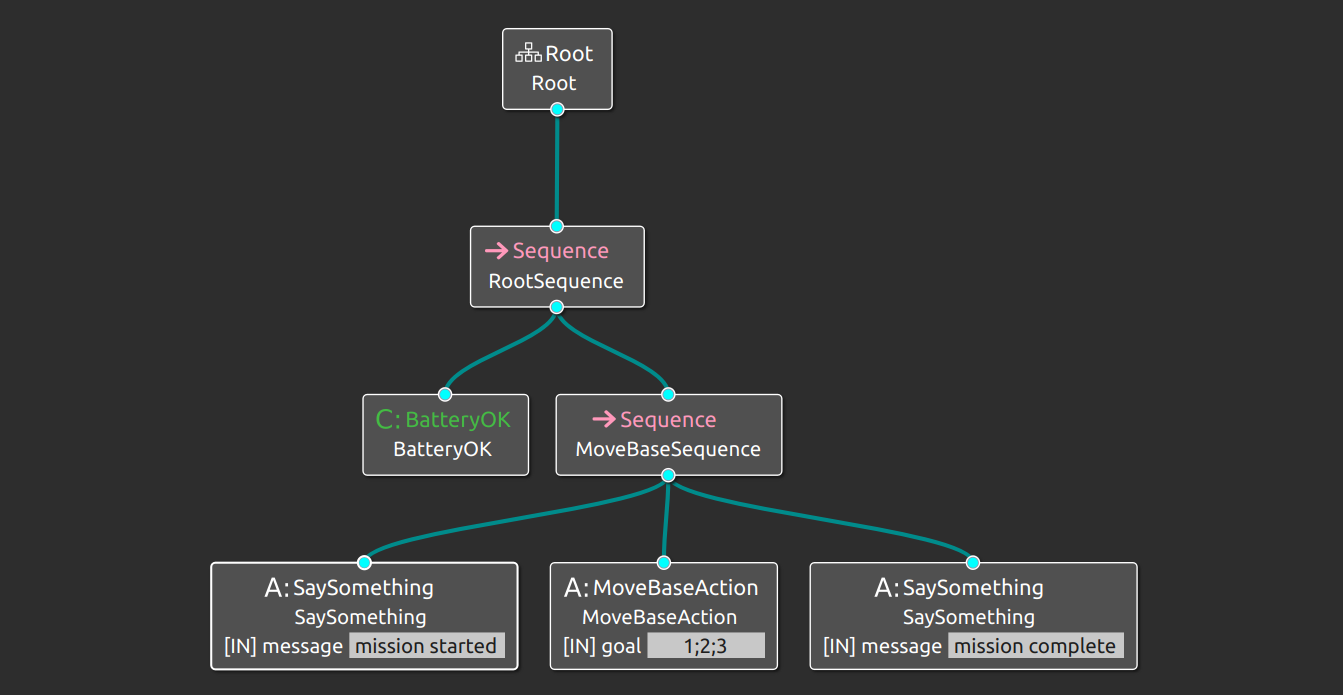 Root
Root
Sequence
RootSequence
C: BatteryOK
BatteryOK
Sequence
MoveBaseSequence
A: SaySomething
SaySomething
[IN] message mission started
A: MoveBaseAction
MoveBaseAction
[IN] goal 1;2;3
A: SaySomething
SaySomething
[IN] message mission complete